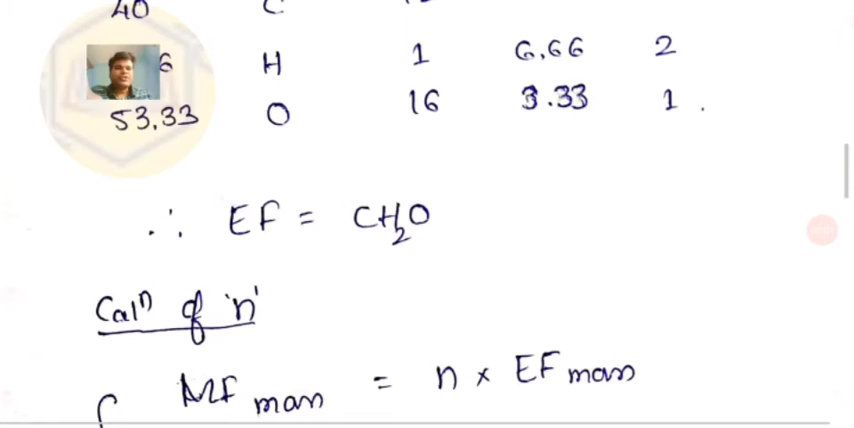 40 C
6 H 1 6.66 2
53.33 O 16 3.33 1 .
∴ EF = CH₂O
Calⁿ of 'n'
MF mass = n × EF mass